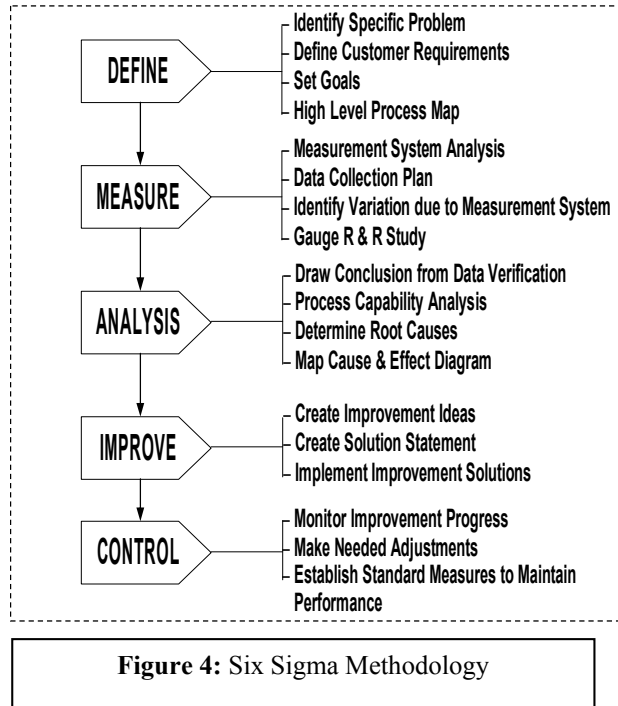 DEFINE
- Identify Specific Problem
- Define Customer Requirements
- Set Goals
- High Level Process Map
MEASURE
- Measurement System Analysis
- Data Collection Plan
- Identify Variation due to Measurement System
- Gauge R & R Study
ANALYSIS
- Draw Conclusion from Data Verification
- Process Capability Analysis
- Determine Root Causes
- Map Cause & Effect Diagram
IMPROVE
- Create Improvement Ideas
- Create Solution Statement
- Implement Improvement Solutions
CONTROL
- Monitor Improvement Progress
- Make Needed Adjustments
- Establish Standard Measures to Maintain
Performance
Figure 4: Six Sigma Methodology